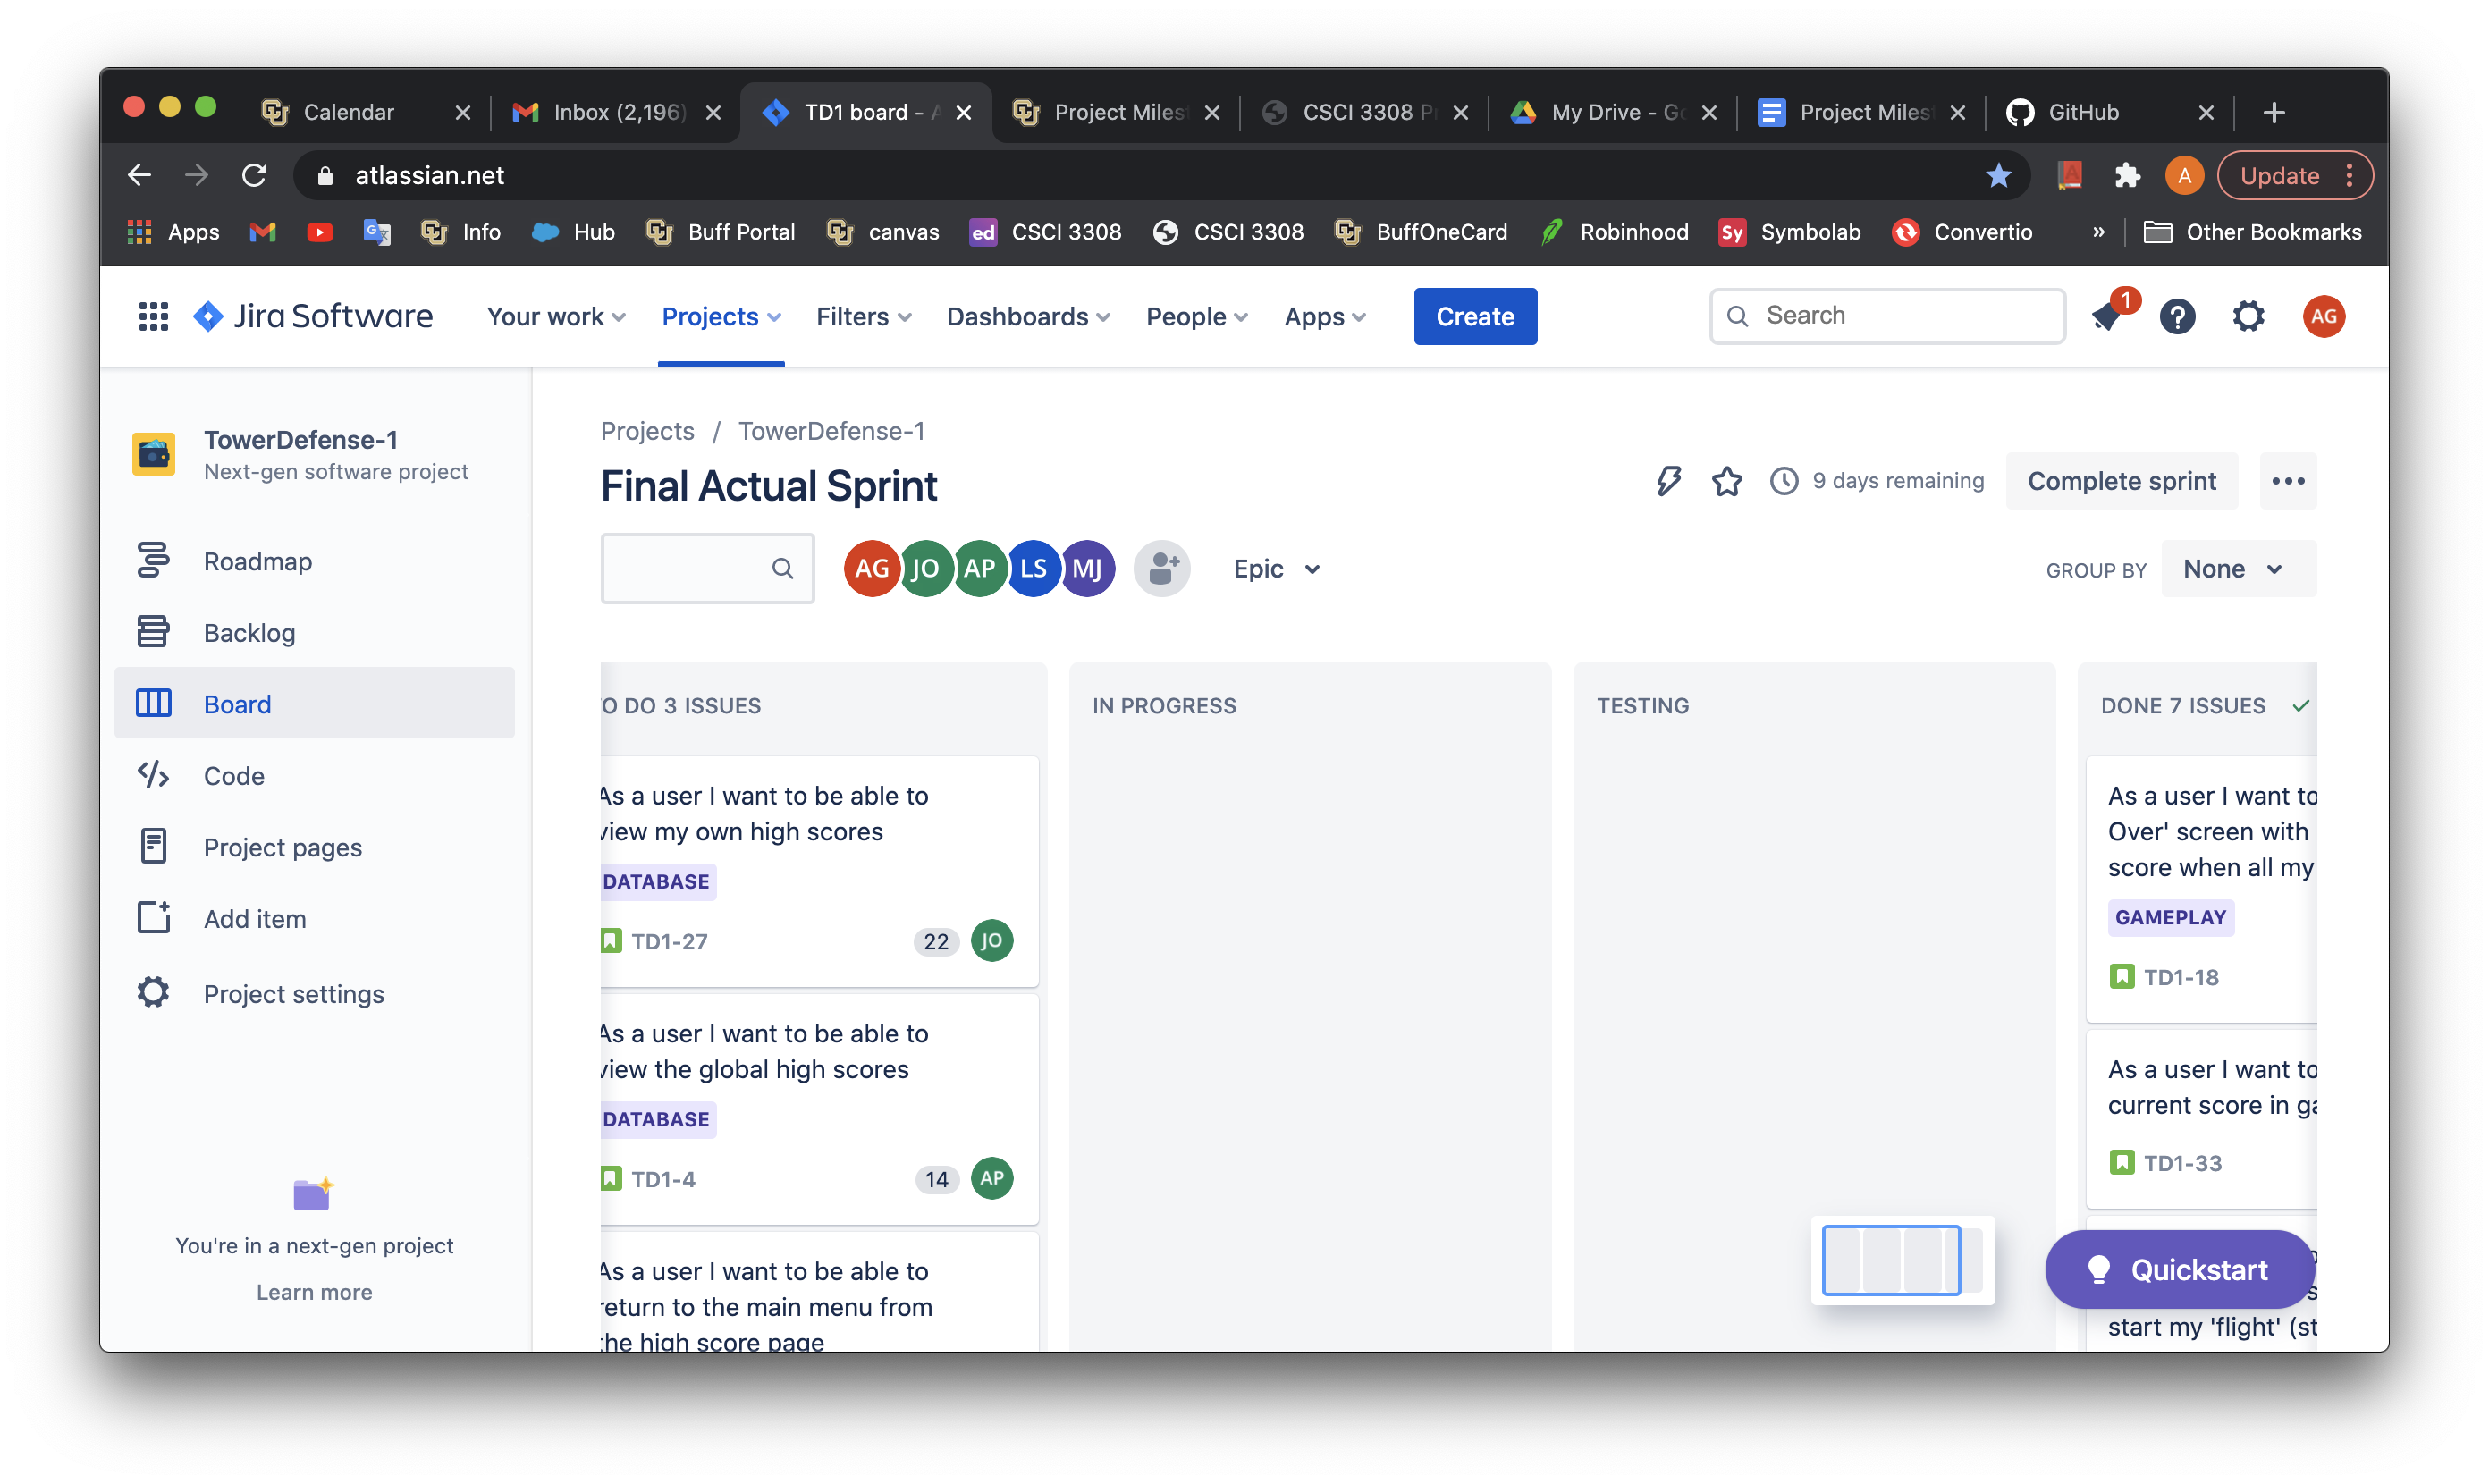 Calendar
Inbox (2,196)
TD1 board - A
Project Miles
CSCI 3308 P
My Drive - Go
Project Miles
GitHub
atlassian.net
A
Update
Apps
Info
Hub
Buff Portal
canvas
ed
CSCI 3308
CSCI 3308
BuffOneCard
Robinhood
Sy
Symbolab
Convertio
»
Other Bookmarks
Jira Software
Your work
Projects
Filters
Dashboards
People
Apps
Create
Search
1
AG
TowerDefense-1
Next-gen software project
Roadmap
Backlog
Board
Code
Project pages
Add item
Project settings
You're in a next-gen project
Learn more
Projects / TowerDefense-1
Final Actual Sprint
9 days remaining
Complete sprint
AG
JO
AP
LS
MJ
Epic
GROUP BY
None
O DO 3 ISSUES
As a user I want to be able to
view my own high scores
DATABASE
TD1-27
22
JO
As a user I want to be able to
view the global high scores
DATABASE
TD1-4
14
AP
As a user I want to be able to
return to the main menu from
the high score page
IN PROGRESS
TESTING
DONE 7 ISSUES
As a user I want to
Over' screen with
score when all my
GAMEPLAY
TD1-18
As a user I want to
current score in ga
TD1-33
start my 'flight' (st
Quickstart